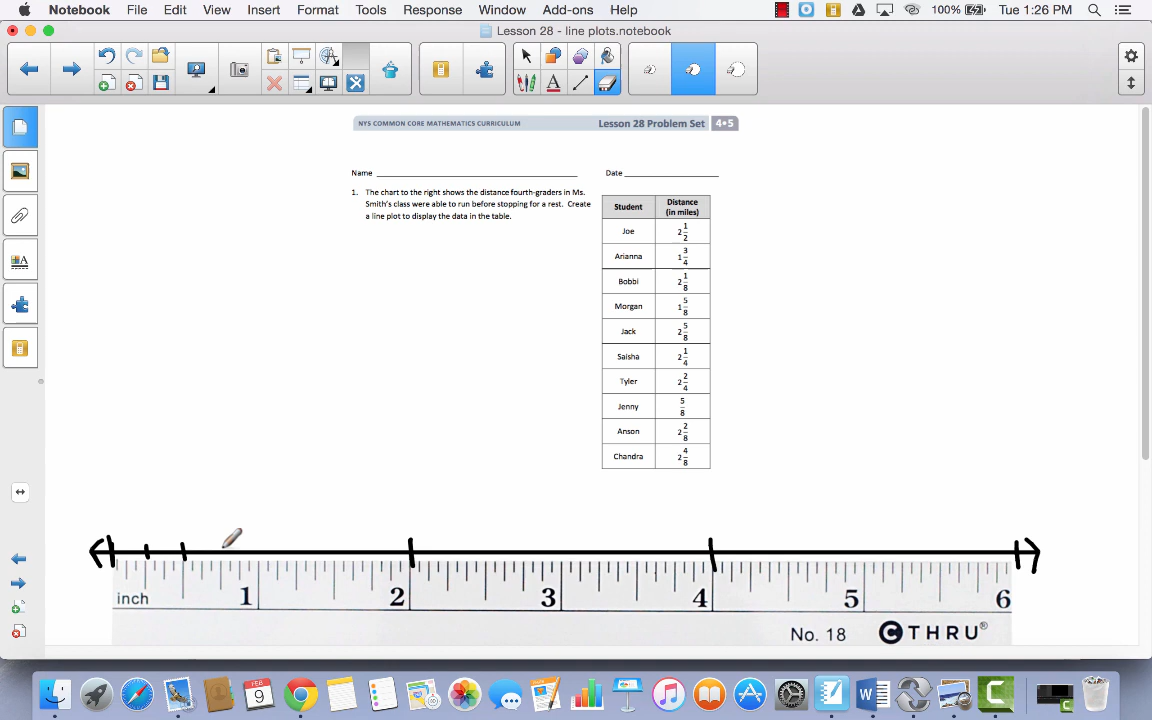 Notebook File Edit View Insert Format Tools Response Window Add-ons Help 100% Tue 1:26 PM
Lesson 28 - line plots.notebook
NYS COMMON CORE MATHEMATICS CURRICULUM Lesson 28 Problem Set 4•5
Name Date
1. The chart to the right shows the distance fourth-graders in Ms.
Smith's class were able to run before stopping for a rest. Create
a line plot to display the data in the table.
Student Distance (in miles)
Joe 2 1/2
Arianna 1 3/4
Bobbi 2 1/8
Morgan 1 5/8
Jack 2 5/8
Saisha 2 1/4
Tyler 2 2/4
Jenny 5/8
Anson 2 2/8
Chandra 2 4/8
inch 1 2 3 4 5 6
No. 18 C THRU®
FEB
9